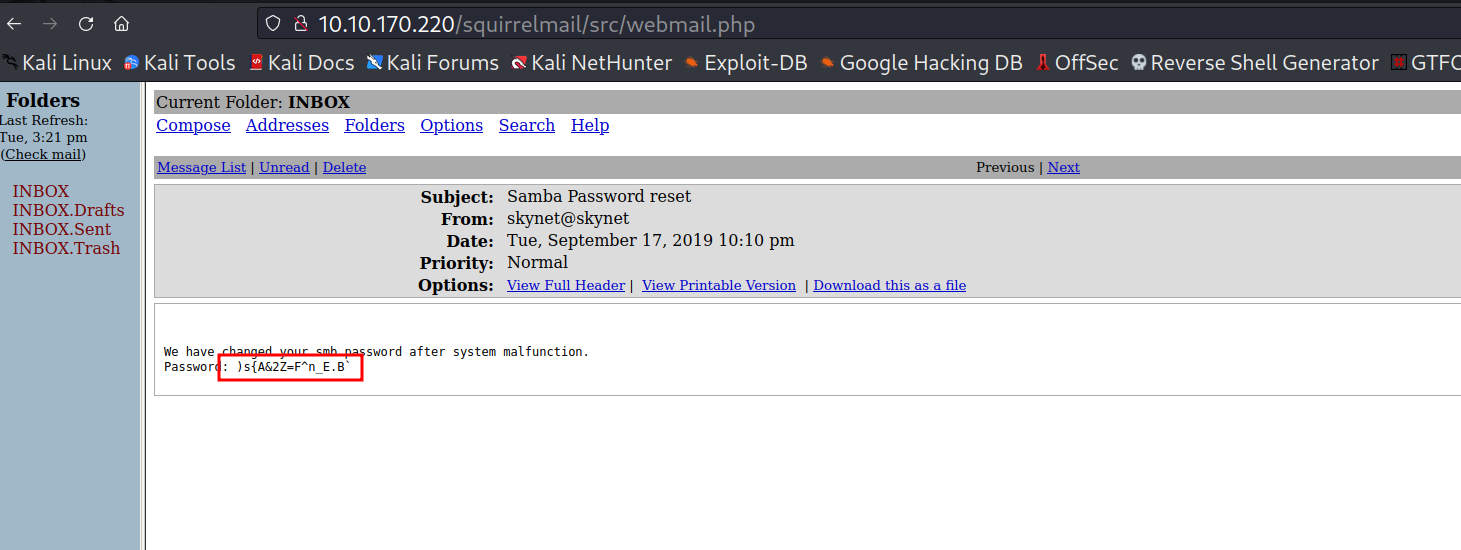 10.10.170.220/squirrelmail/src/webmail.php
Kali Linux Kali Tools Kali Docs Kali Forums Kali NetHunter Exploit-DB Google Hacking DB OffSec Reverse Shell Generator GTFO
Folders
Last Refresh:
Tue, 3:21 pm
(Check mail)
INBOX
INBOX.Drafts
INBOX.Sent
INBOX.Trash
Current Folder: INBOX
Compose Addresses Folders Options Search Help
Message List | Unread | Delete Previous | Next
Subject: Samba Password reset
From: skynet@skynet
Date: Tue, September 17, 2019 10:10 pm
Priority: Normal
Options: View Full Header | View Printable Version | Download this as a file
We have changed your smb password after system malfunction.
Password: )s{A&2Z=F^n_E.B`